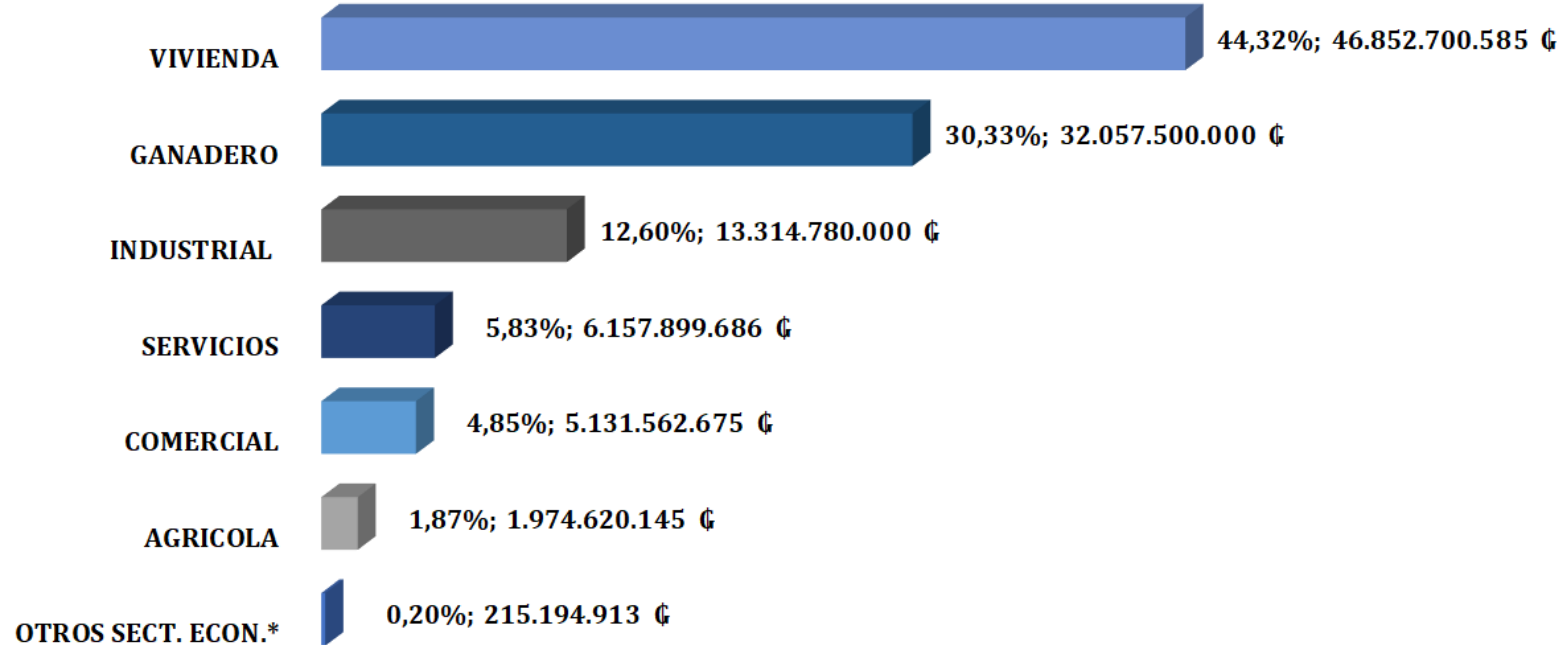 VIVIENDA 44,32%; 46.852.700.585 ₲
GANADERO 30,33%; 32.057.500.000 ₲
INDUSTRIAL 12,60%; 13.314.780.000 ₲
SERVICIOS 5,83%; 6.157.899.686 ₲
COMERCIAL 4,85%; 5.131.562.675 ₲
AGRICOLA 1,87%; 1.974.620.145 ₲
OTROS SECT. ECON.* 0,20%; 215.194.913 ₲